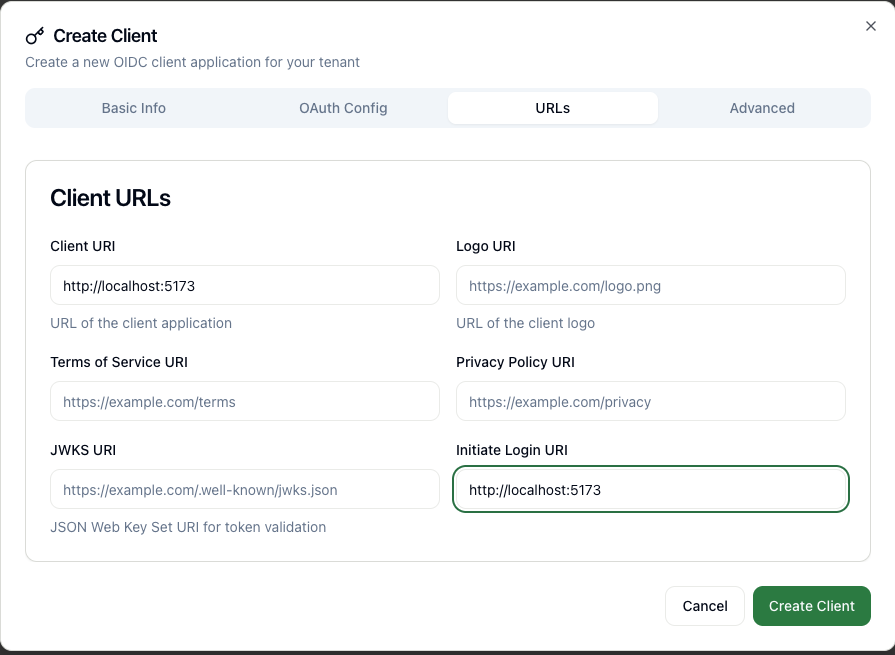 Create Client
Create a new OIDC client application for your tenant
Basic Info OAuth Config URLs Advanced
Client URLs
Client URI Logo URI
http://localhost:5173 https://example.com/logo.png
URL of the client application URL of the client logo
Terms of Service URI Privacy Policy URI
https://example.com/terms https://example.com/privacy
JWKS URI Initiate Login URI
https://example.com/.well-known/jwks.json http://localhost:5173
JSON Web Key Set URI for token validation
Cancel Create Client